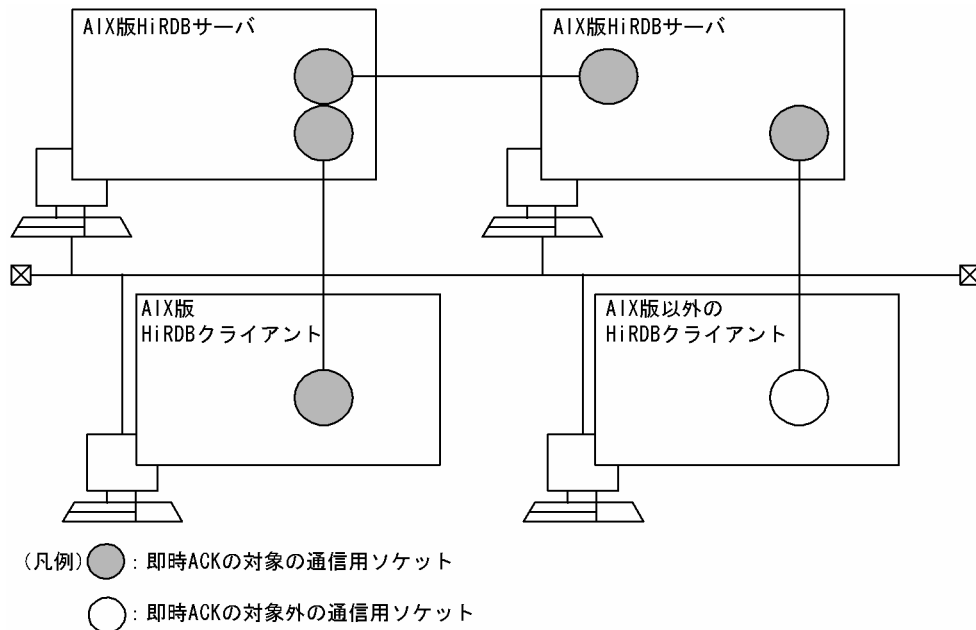 AIX版HiRDBサーバ
AIX版HiRDBサーバ
AIX版
HiRDBクライアント
AIX版以外の
HiRDBクライアント
(凡例) : 即時ACKの対象の通信用ソケット
: 即時ACKの対象外の通信用ソケット